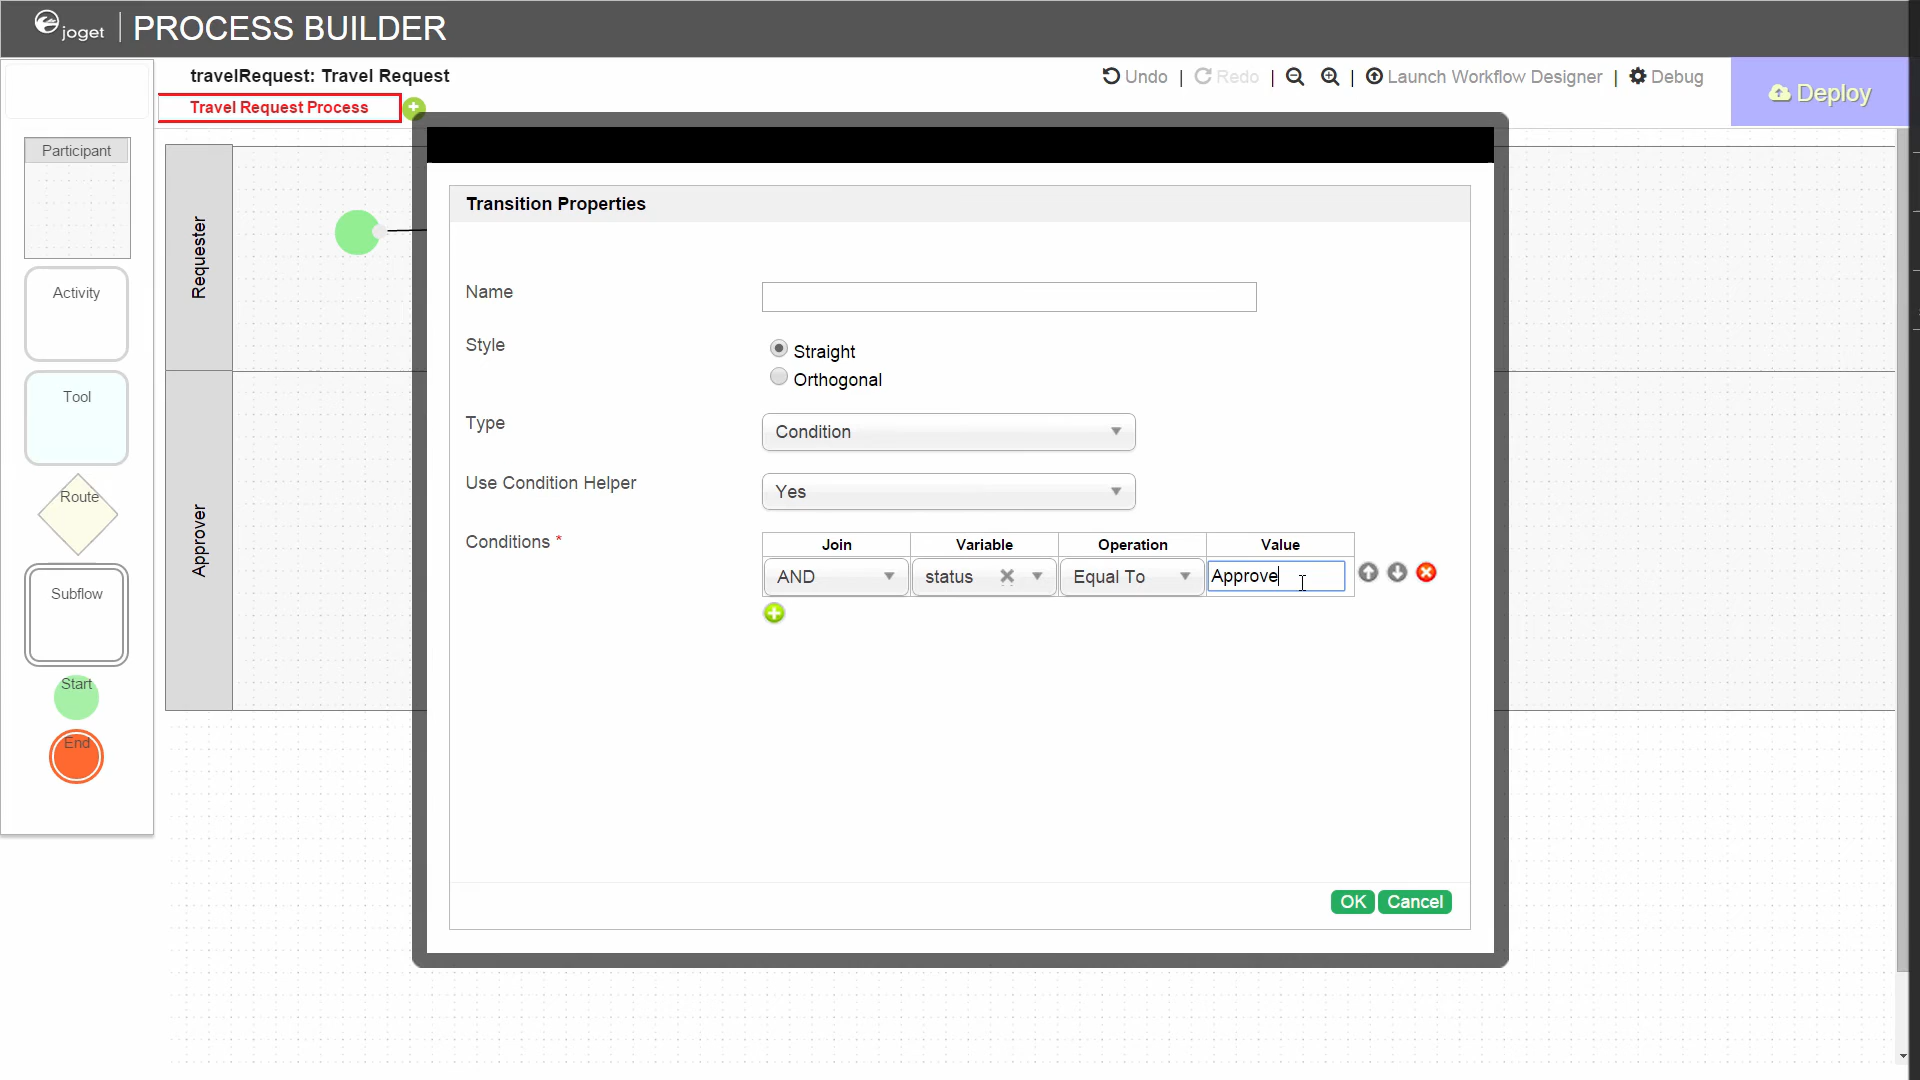 joget PROCESS BUILDER
travelRequest: Travel Request
Undo | Redo | | Launch Workflow Designer | Debug
Deploy
Travel Request Process
Participant
Activity
Tool
Route
Subflow
Start
End
Requester
Approver
Transition Properties
Name
Style
Straight
Orthogonal
Type
Condition
Use Condition Helper
Yes
Conditions *
Join Variable Operation Value
AND status Equal To Approve
OK Cancel